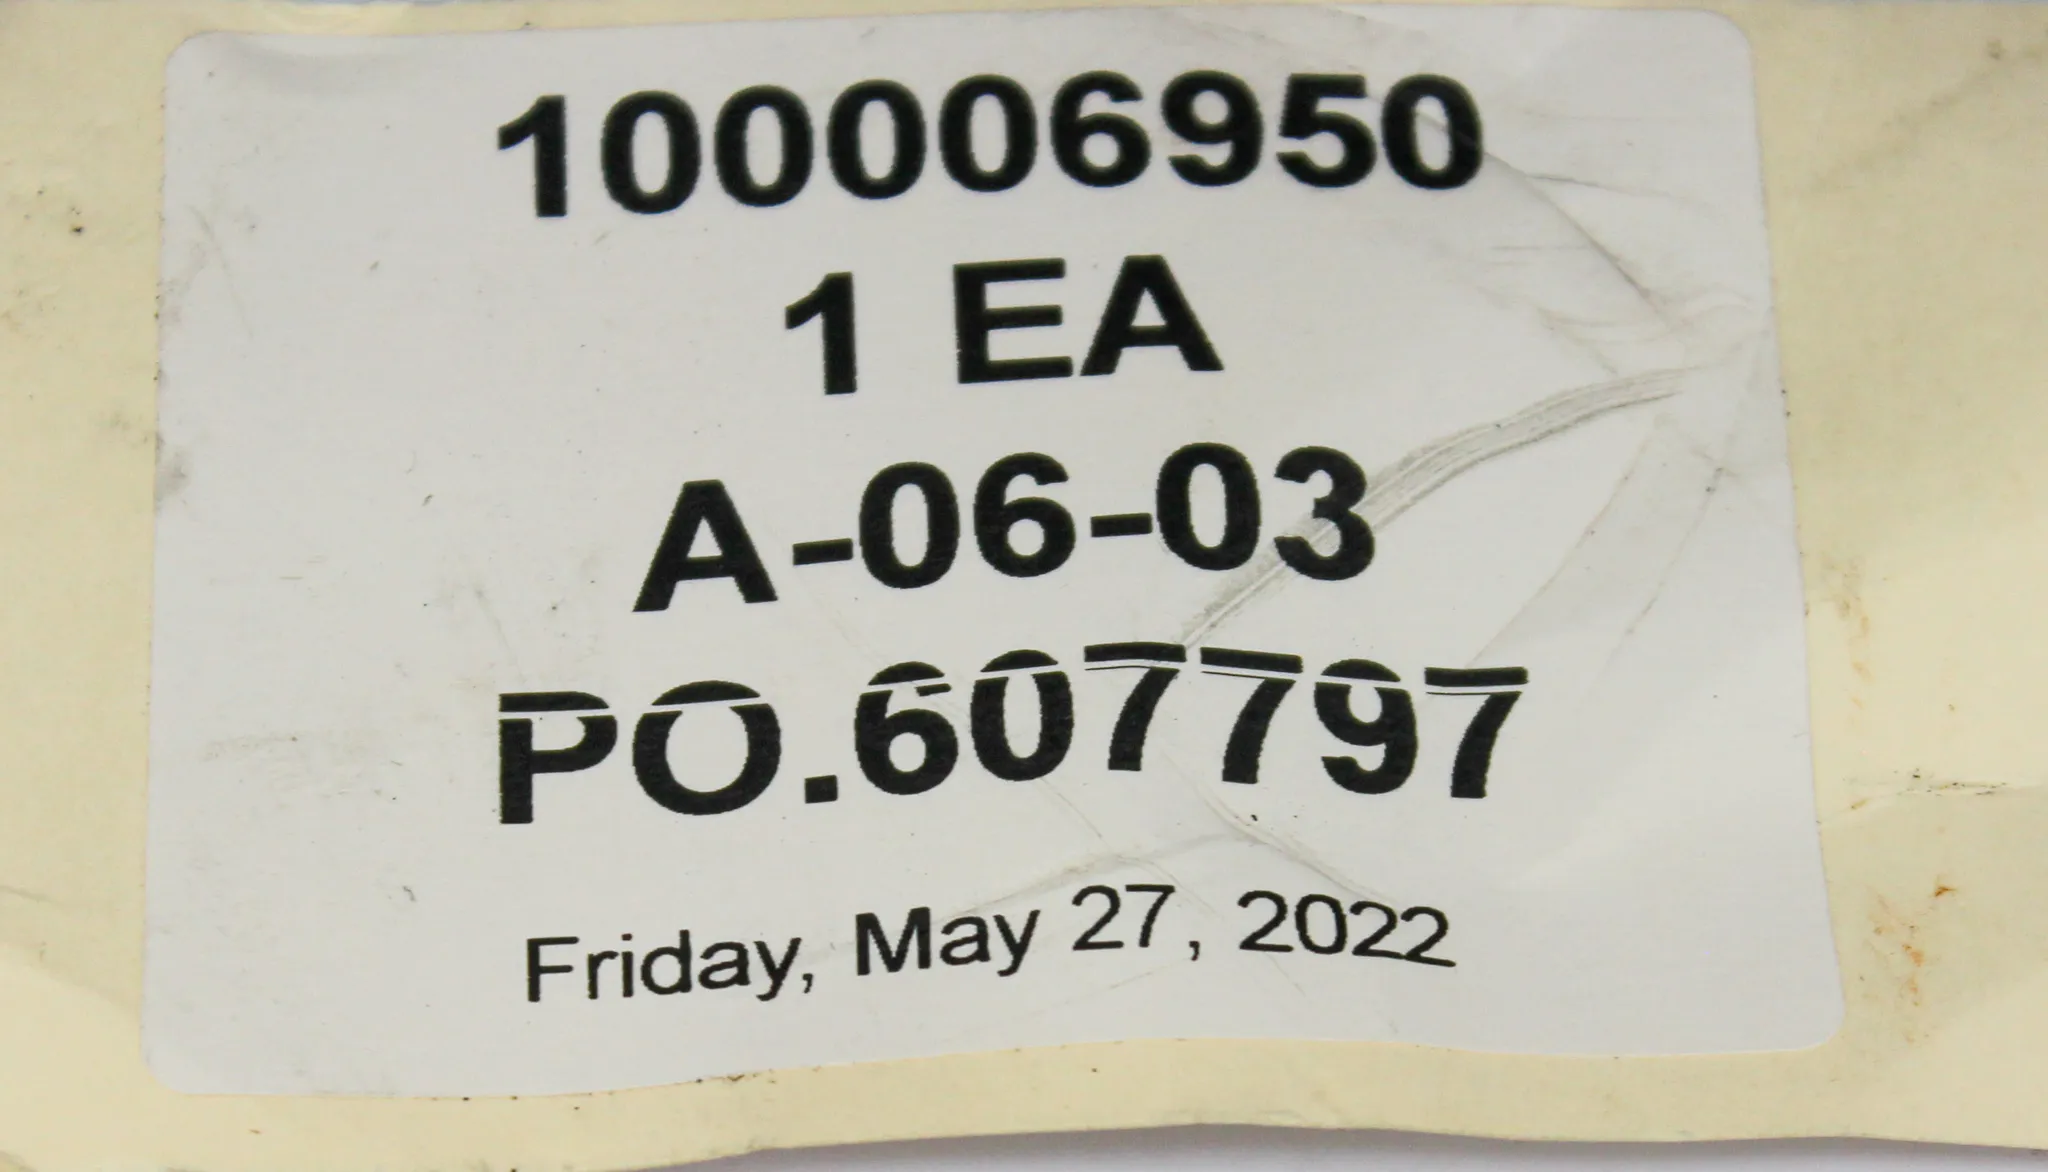 100006950
1 EA
A-06-03
PO.607797
Friday, May 27, 2022